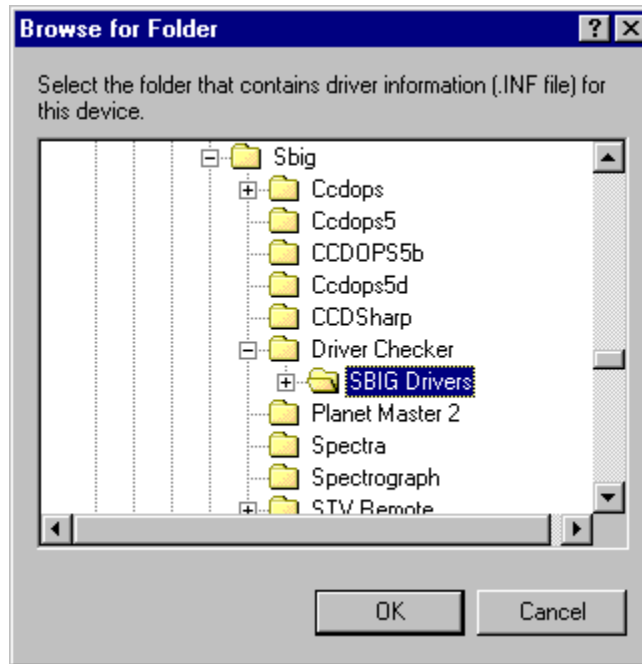 Browse for Folder
Select the folder that contains driver information (.INF file) for
this device.
Sbig
Ccdops
Ccdops5
CCDOPS5b
Ccdops5d
CCDSharp
Driver Checker
SBIG Drivers
Planet Master 2
Spectra
Spectrograph
STV Remote
OK
Cancel